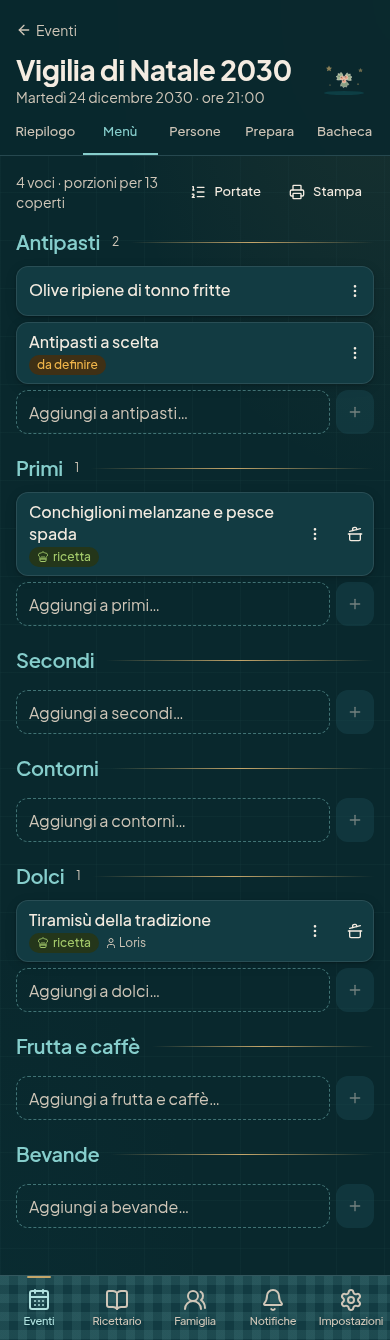 Eventi
Vigilia di Natale 2030
Martedì 24 dicembre 2030 · ore 21:00
Riepilogo Menù Persone Prepara Bacheca
4 voci · porzioni per 13
coperti
Portate Stampa
Antipasti 2
Olive ripiene di tonno fritte
Antipasti a scelta
da definire
Aggiungi a antipasti…
Primi 1
Conchiglioni melanzane e pesce
spada
ricetta
Aggiungi a primi…
Secondi
Aggiungi a secondi…
Contorni
Aggiungi a contorni…
Dolci 1
Tiramisù della tradizione
ricetta Loris
Aggiungi a dolci…
Frutta e caffè
Aggiungi a frutta e caffè…
Bevande
Aggiungi a bevande…
Eventi Ricettario Famiglia Notifiche Impostazioni